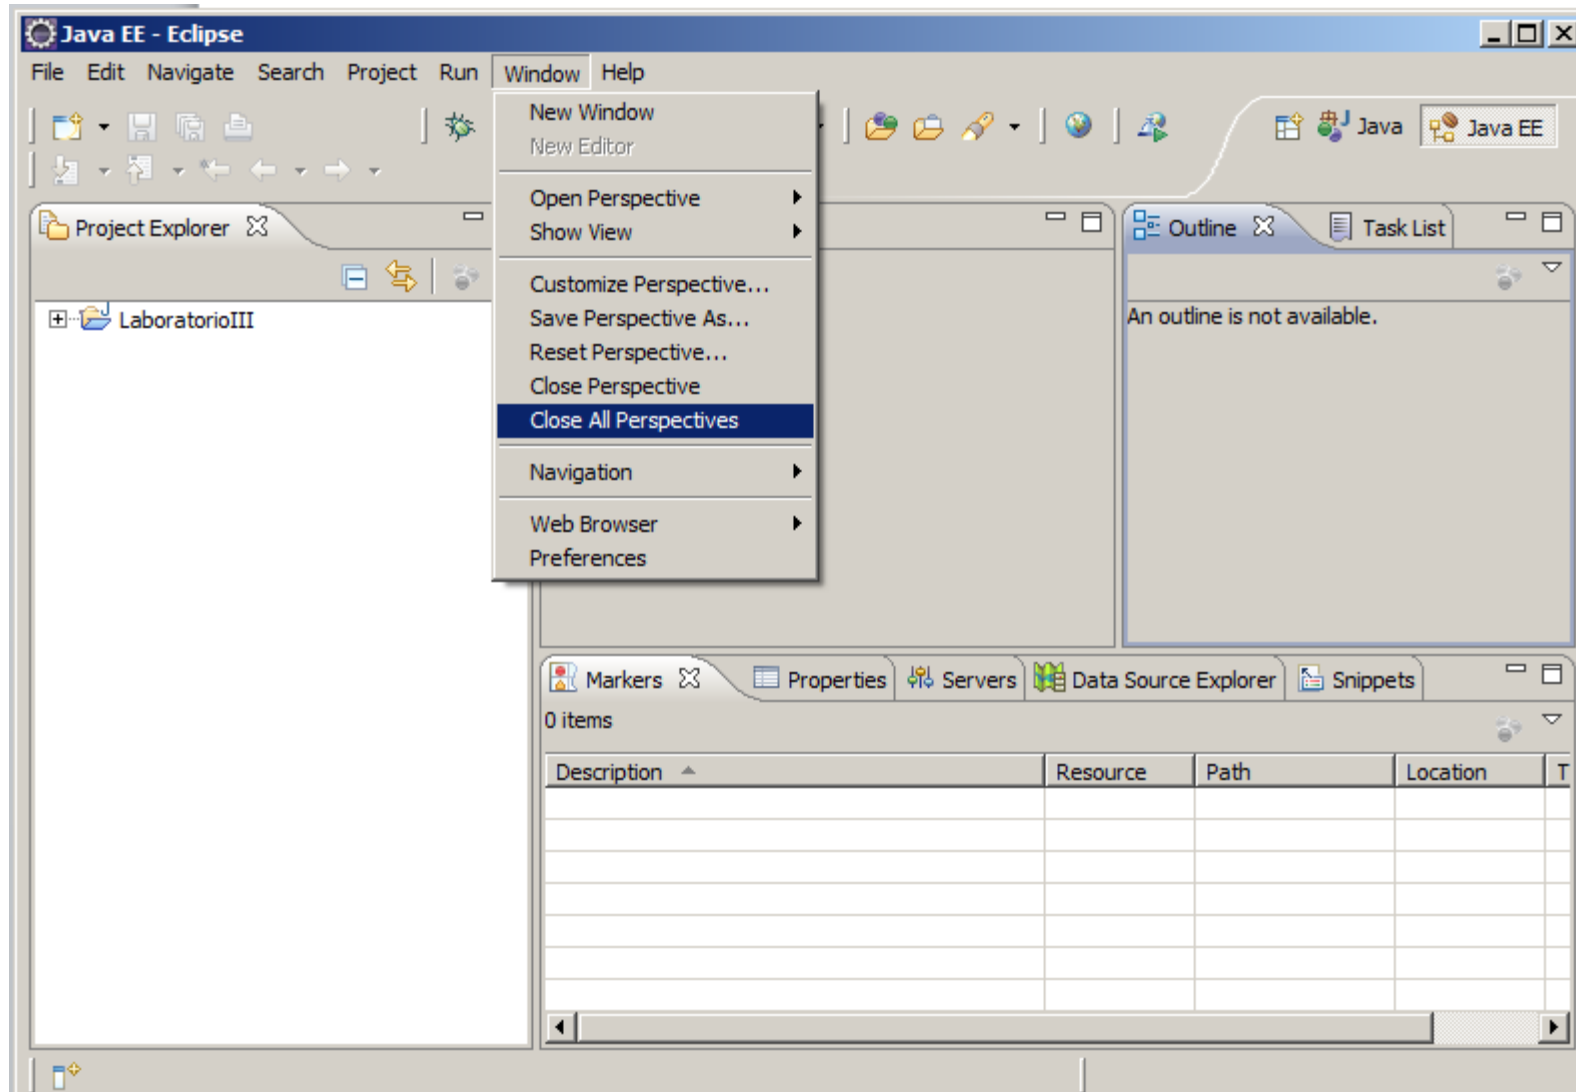 Java EE - Eclipse
File Edit Navigate Search Project Run Window Help
New Window
New Editor
Open Perspective
Show View
Customize Perspective...
Save Perspective As...
Reset Perspective...
Close Perspective
Close All Perspectives
Navigation
Web Browser
Preferences
Java Java EE
Project Explorer
LaboratorioIII
Outline Task List
An outline is not available.
Markers Properties Servers Data Source Explorer Snippets
0 items
Description Resource Path Location T